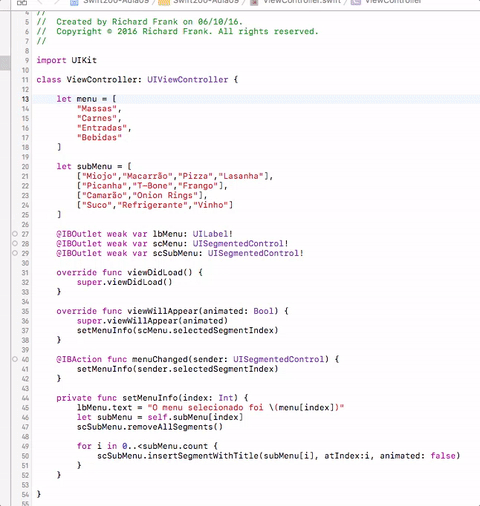 Swift200-Aula09 Swift200-Aula09 ViewController.swift ViewController
4 //
5 //  Created by Richard Frank on 06/10/16.
6 //  Copyright © 2016 Richard Frank. All rights reserved.
7 //
8
9 import UIKit
10
11 class ViewController: UIViewController {
12
13     let menu = [
14         "Massas",
15         "Carnes",
16         "Entradas",
17         "Bebidas"
18     ]
19
20     let subMenu = [
21         ["Miojo","Macarrão","Pizza","Lasanha"],
22         ["Picanha","T-Bone","Frango"],
23         ["Camarão","Onion Rings"],
24         ["Suco","Refrigerante","Vinho"]
25     ]
26
27     @IBOutlet weak var lbMenu: UILabel!
28     @IBOutlet weak var scMenu: UISegmentedControl!
29     @IBOutlet weak var scSubMenu: UISegmentedControl!
30
31     override func viewDidLoad() {
32         super.viewDidLoad()
33     }
34
35     override func viewWillAppear(animated: Bool) {
36         super.viewWillAppear(animated)
37         setMenuInfo(scMenu.selectedSegmentIndex)
38     }
39
40     @IBAction func menuChanged(sender: UISegmentedControl) {
41         setMenuInfo(sender.selectedSegmentIndex)
42     }
43
44     private func setMenuInfo(index: Int) {
45         lbMenu.text = "O menu selecionado foi \(menu[index])"
46         let subMenu = self.subMenu[index]
47         scSubMenu.removeAllSegments()
48
49         for i in 0..<subMenu.count {
50             scSubMenu.insertSegmentWithTitle(subMenu[i], atIndex:i, animated: false)
51         }
52     }
53
54 }
55